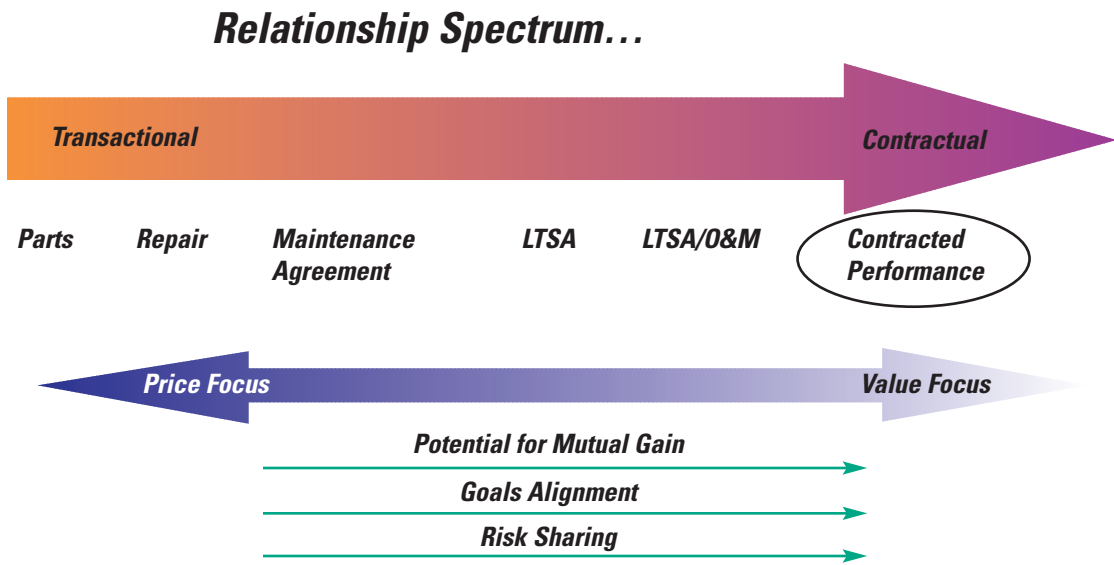 Relationship Spectrum…
Transactional
Contractual
Parts
Repair
Maintenance
Agreement
LTSA
LTSA/O&M
Contracted
Performance
Price Focus
Value Focus
Potential for Mutual Gain
Goals Alignment
Risk Sharing